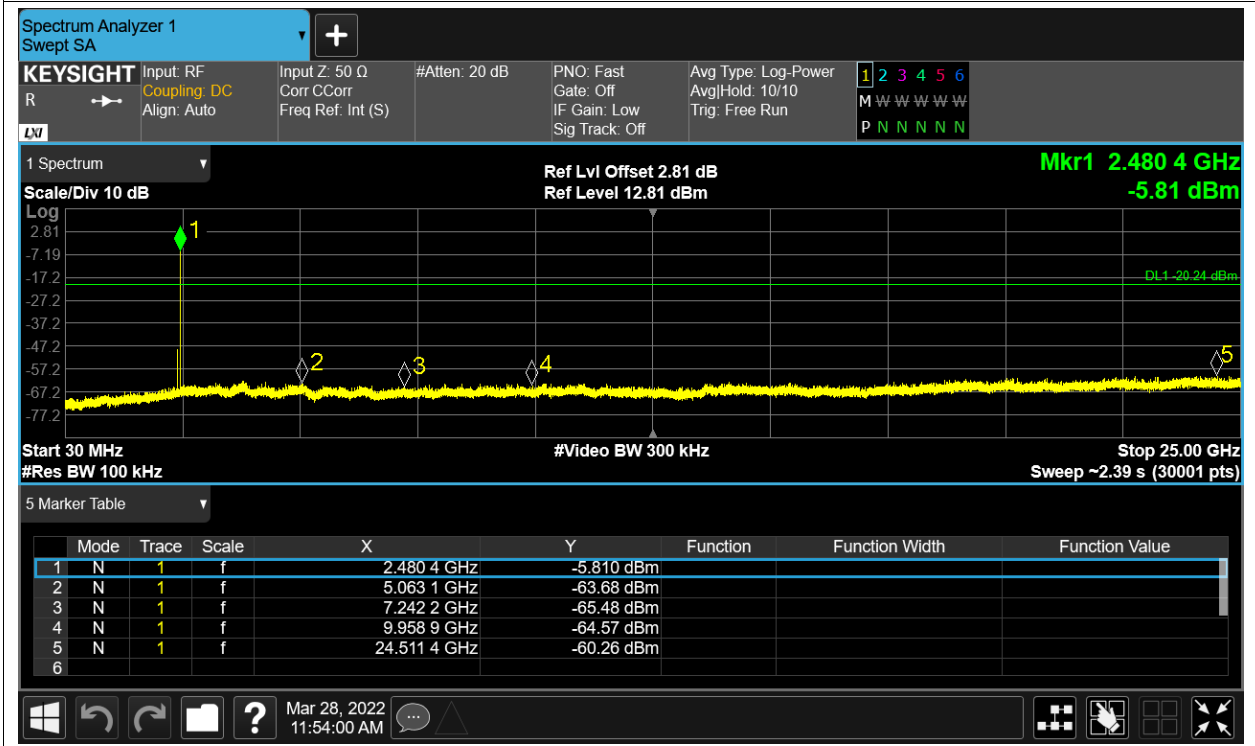 Spectrum Analyzer 1
Swept SA
+
KEYSIGHT
R
LXI
Input: RF
Coupling: DC
Align: Auto
Input Z: 50 Ω
Corr CCorr
Freq Ref: Int (S)
#Atten: 20 dB
PNO: Fast
Gate: Off
IF Gain: Low
Sig Track: Off
Avg Type: Log-Power
Avg|Hold: 10/10
Trig: Free Run
1 2 3 4 5 6
M W W W W W
P N N N N N
1 Spectrum
Scale/Div 10 dB
Ref Lvl Offset 2.81 dB
Ref Level 12.81 dBm
Mkr1 2.480 4 GHz
-5.81 dBm
Log
2.81
-7.19
-17.2
-27.2
-37.2
-47.2
-57.2
-67.2
-77.2
1
DL1 -20.24 dBm
2
3
4
5
Start 30 MHz
#Video BW 300 kHz
Stop 25.00 GHz
#Res BW 100 kHz
Sweep ~2.39 s (30001 pts)
5 Marker Table
Mode Trace Scale X Y Function Function Width Function Value
1 N 1 f 2.480 4 GHz -5.810 dBm
2 N 1 f 5.063 1 GHz -63.68 dBm
3 N 1 f 7.242 2 GHz -65.48 dBm
4 N 1 f 9.958 9 GHz -64.57 dBm
5 N 1 f 24.511 4 GHz -60.26 dBm
6
?
Mar 28, 2022
11:54:00 AM